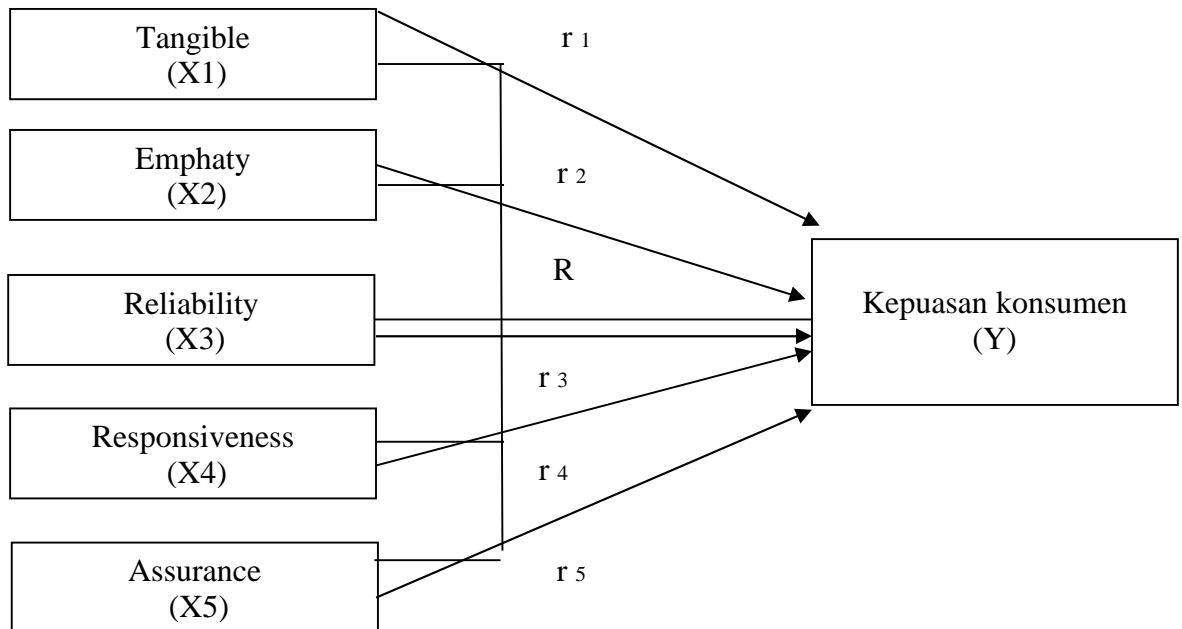 Tangible
(X1)
r 1
Emphaty
(X2)
r 2
R
Reliability
(X3)
Kepuasan konsumen
(Y)
r 3
Responsiveness
(X4)
r 4
Assurance
(X5)
r 5